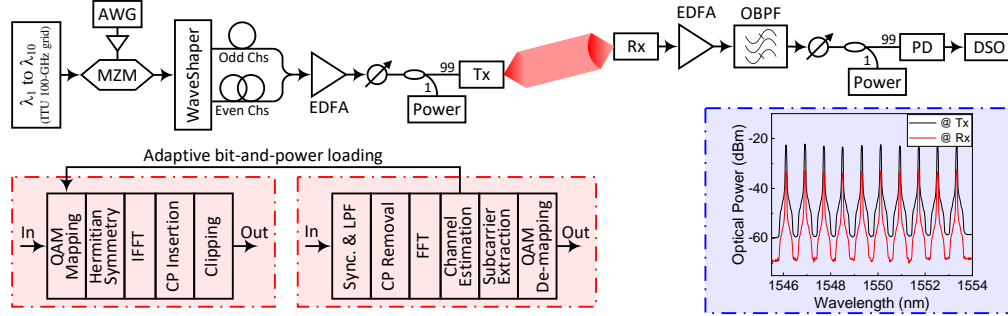 λ1 to λ10
(ITU 100-GHz grid)
AWG
MZM
WaveShaper
Odd Chs
Even Chs
EDFA
99
1
Power
Tx
Rx
EDFA
OBPF
99
1
Power
PD
DSO
Adaptive bit-and-power loading
In
QAM
Mapping
Hermitian
Symmetry
IFFT
CP Insertion
Clipping
Out
In
Sync. & LPF
CP Removal
FFT
Channel
Estimation
Subcarrier
Extraction
QAM
De-mapping
Out
@ Tx
@ Rx
Optical Power (dBm)
-20
-40
-60
1546
1548
1550
1552
1554
Wavelength (nm)